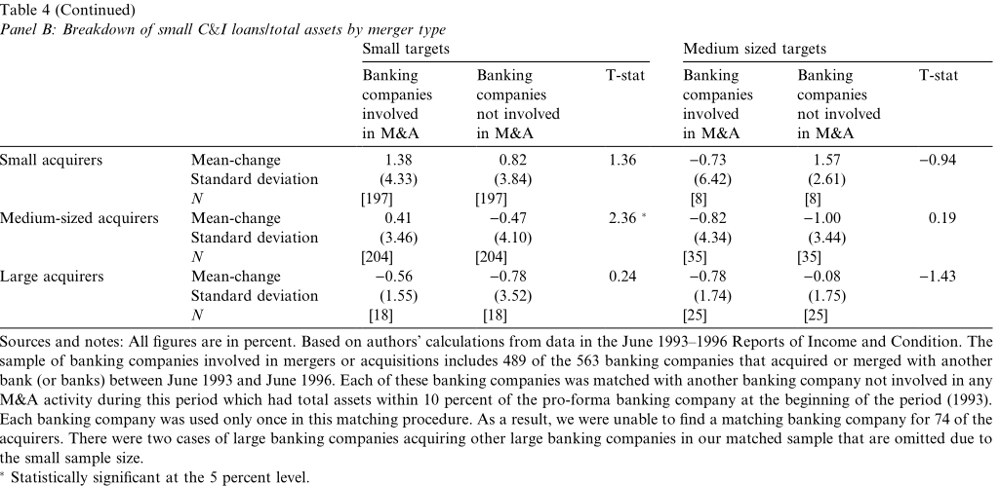 Table 4 (Continued)
Panel B: Breakdown of small C&I loans/total assets by merger type
Small targets Medium sized targets
Banking companies involved in M&A Banking companies not involved in M&A T-stat Banking companies involved in M&A Banking companies not involved in M&A T-stat
Small acquirers Mean-change 1.38 0.82 1.36 −0.73 1.57 −0.94
Standard deviation (4.33) (3.84) (6.42) (2.61)
N [197] [197] [8] [8]
Medium-sized acquirers Mean-change 0.41 −0.47 2.36 * −0.82 −1.00 0.19
Standard deviation (3.46) (4.10) (4.34) (3.44)
N [204] [204] [35] [35]
Large acquirers Mean-change −0.56 −0.78 0.24 −0.78 −0.08 −1.43
Standard deviation (1.55) (3.52) (1.74) (1.75)
N [18] [18] [25] [25]
Sources and notes: All figures are in percent. Based on authors' calculations from data in the June 1993–1996 Reports of Income and Condition. The
sample of banking companies involved in mergers or acquisitions includes 489 of the 563 banking companies that acquired or merged with another
bank (or banks) between June 1993 and June 1996. Each of these banking companies was matched with another banking company not involved in any
M&A activity during this period which had total assets within 10 percent of the pro-forma banking company at the beginning of the period (1993).
Each banking company was used only once in this matching procedure. As a result, we were unable to find a matching banking company for 74 of the
acquirers. There were two cases of large banking companies acquiring other large banking companies in our matched sample that are omitted due to
the small sample size.
* Statistically significant at the 5 percent level.